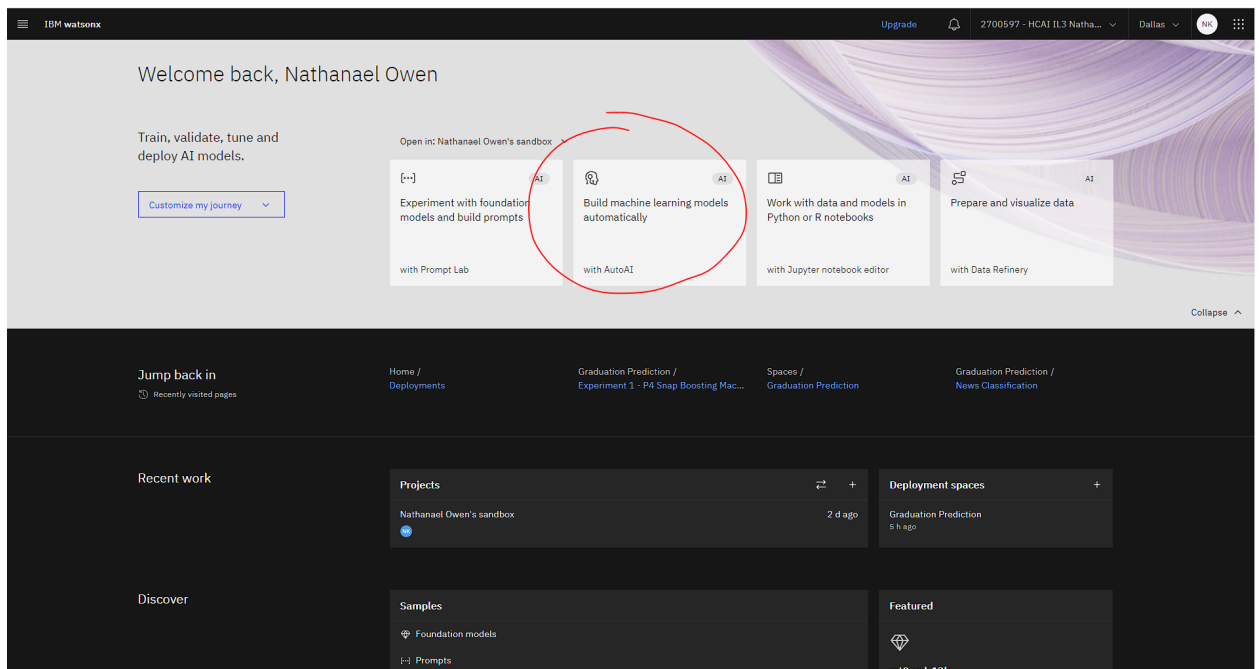 IBM watsonx
Upgrade
2700597 - HCAI IL3 Natha...
Dallas
NK
Welcome back, Nathanael Owen
Train, validate, tune and
deploy AI models.
Customize my journey
Open in: Nathanael Owen's sandbox
AI
Experiment with foundation
models and build prompts
with Prompt Lab
AI
Build machine learning models
automatically
with AutoAI
AI
Work with data and models in
Python or R notebooks
with Jupyter notebook editor
AI
Prepare and visualize data
with Data Refinery
Collapse
Jump back in
Recently visited pages
Home /
Deployments
Graduation Prediction /
Experiment 1 - P4 Snap Boosting Mac...
Spaces /
Graduation Prediction
Graduation Prediction /
News Classification
Recent work
Projects
Nathanael Owen's sandbox
2 d ago
NK
Deployment spaces
Graduation Prediction
5 h ago
Discover
Samples
Foundation models
Prompts
Featured